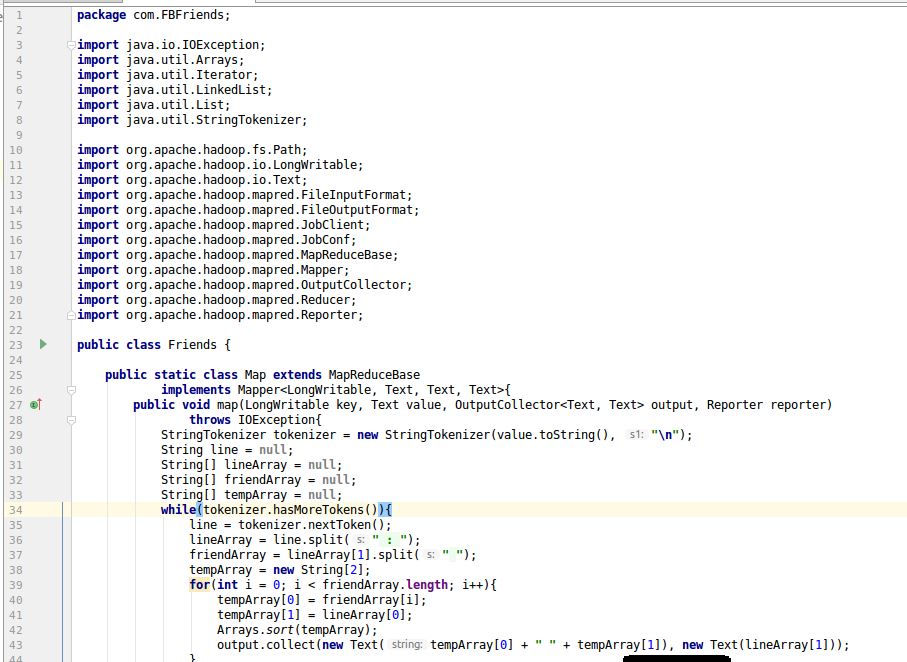 1 package com.FBFriends;
2
3 import java.io.IOException;
4 import java.util.Arrays;
5 import java.util.Iterator;
6 import java.util.LinkedList;
7 import java.util.List;
8 import java.util.StringTokenizer;
9
10 import org.apache.hadoop.fs.Path;
11 import org.apache.hadoop.io.LongWritable;
12 import org.apache.hadoop.io.Text;
13 import org.apache.hadoop.mapred.FileInputFormat;
14 import org.apache.hadoop.mapred.FileOutputFormat;
15 import org.apache.hadoop.mapred.JobClient;
16 import org.apache.hadoop.mapred.JobConf;
17 import org.apache.hadoop.mapred.MapReduceBase;
18 import org.apache.hadoop.mapred.Mapper;
19 import org.apache.hadoop.mapred.OutputCollector;
20 import org.apache.hadoop.mapred.Reducer;
21 import org.apache.hadoop.mapred.Reporter;
22
23 public class Friends {
24
25 public static class Map extends MapReduceBase
26 implements Mapper<LongWritable, Text, Text, Text>{
27 public void map(LongWritable key, Text value, OutputCollector<Text, Text> output, Reporter reporter)
28 throws IOException{
29 StringTokenizer tokenizer = new StringTokenizer(value.toString(), s1: "\n");
30 String line = null;
31 String[] lineArray = null;
32 String[] friendArray = null;
33 String[] tempArray = null;
34 while(tokenizer.hasMoreTokens()){
35 line = tokenizer.nextToken();
36 lineArray = line.split( s: " : ");
37 friendArray = lineArray[1].split( s: " ");
38 tempArray = new String[2];
39 for(int i = 0; i < friendArray.length; i++){
40 tempArray[0] = friendArray[i];
41 tempArray[1] = lineArray[0];
42 Arrays.sort(tempArray);
43 output.collect(new Text( string: tempArray[0] + " " + tempArray[1]), new Text(lineArray[1]));
44 }